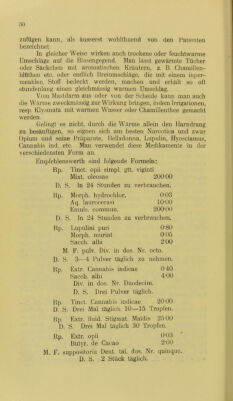 30
zufügen kann, als äusserst wohlthuend von den Patienten
bezeichnet.
In gleicher Weise wirken auch trockene oder feuchtwarme
Umschläge auf die Blasengegend. Man lässt gewärmte Tücher
oder Säckchen mit aromatischen Kräutern, z. B. Chamillen-
blüthen etc. oder endlich Breiumschläge, die mit einem imper-
meablen Stoff bedeckt werden, machen und erhält so oft
stundenlang einen gleichmässig warmen Umschlag.
Vom Mastdarm aus oder von der Scheide kann man auch
die Wärme zweckmässig zur Wirkung bringen, indem Irrigationen,
resp. Klysmata mit warmem Wasser oder Chamillenthee gemacht
werden.
Gelingt es nicht, durch die Wärme allein den Harndrang
zu besänftigen, so eignen sich am besten Narcotica und zwar
Opium und seine Präparate, Belladonna, Lupulin, Hyoscyamus,
Cannabis ind. etc. Man verwendet diese Medikamente in der
verschiedensten Form an.
Empfehlenswerth sind folgende Formeln:
Rp. Tinct. opii simpl. gtt. viginti
Mixt. oleosae 200·00
D. S. In 24 Stunden zu verbrauchen.
Rp. Morph. hydrochlor. 0·03
Aq. laurocerasi 10·00
Emuls. commun. 200·00
D. S. In 24 Stunden zu verbrauchen.
Rp. Lupulini puri 0·80
Morph. muriat. 0·05
Sacch. albi 2·00
M. F. pulv. Div. in dos. Nr. octo.
D. S. 3—4 Pulver täglich zu nehmen.
Rp. Extr. Cannabis indicae 0·40
Sacch. albi 4·00
Div. in dos. Nr. Duodecim.
D. S. Drei Pulver täglich.
Rp. Tinct. Cannabis indicae 20·00
D. S. Drei Mal täglich 10—15 Tropfen.
Rp. Extr. fluid. Stigmat. Maidis 25·00
D. S. Drei Mal täglich 30 Tropfen.
Rp. Extr. opii 0·03
Butyr. de Cacao 2·00
M. F. suppositoria Dent. tal. dos. Nr. quinque.
D. S. 2 Stück täglich.